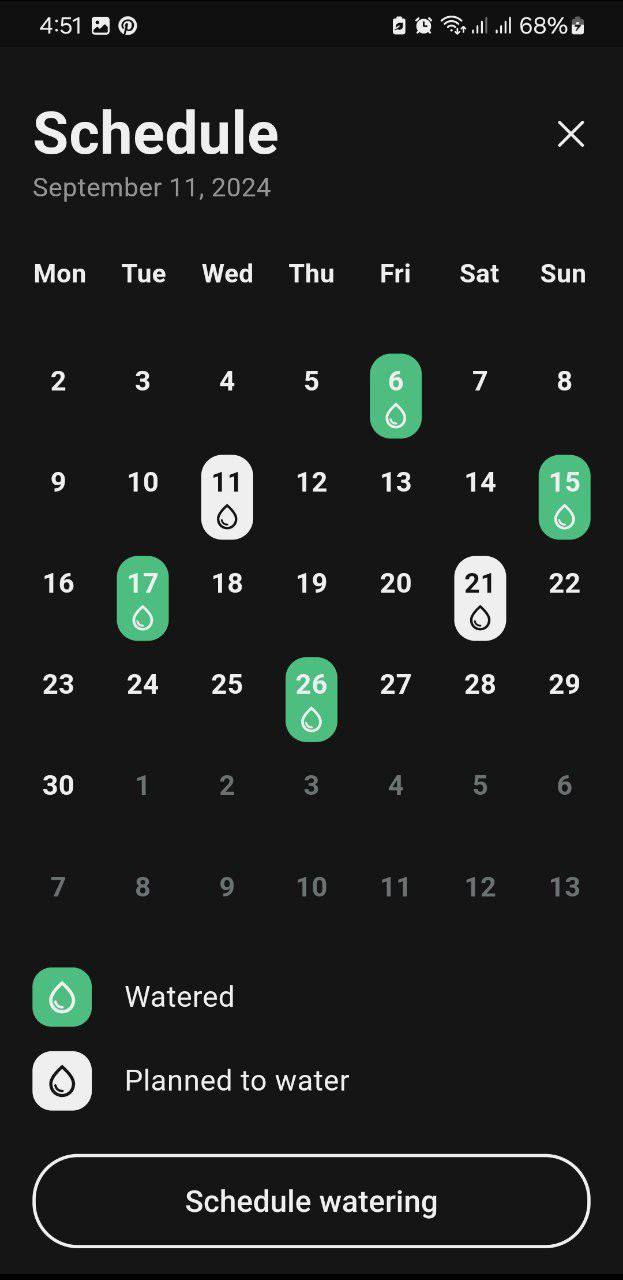 4:51 68%
Schedule
September 11, 2024
Mon Tue Wed Thu Fri Sat Sun
2 3 4 5 6 7 8
9 10 11 12 13 14 15
16 17 18 19 20 21 22
23 24 25 26 27 28 29
30 1 2 3 4 5 6
7 8 9 10 11 12 13
Watered
Planned to water
Schedule watering